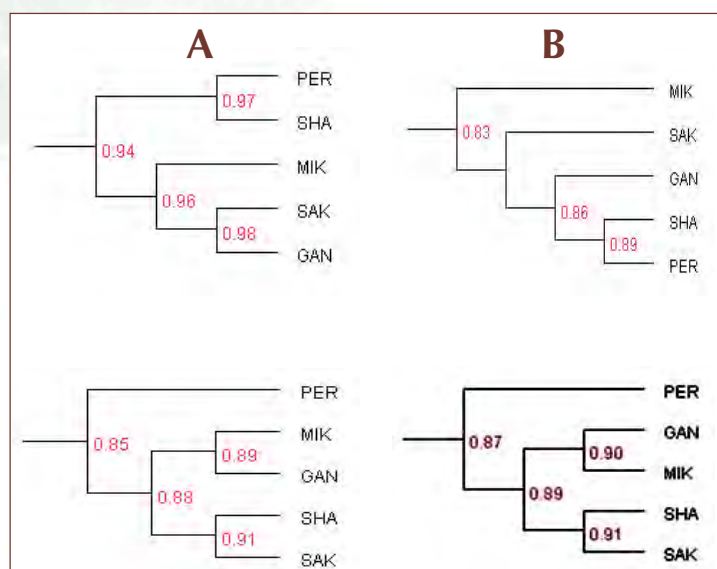 A
B
PER
0.97
SHA
0.94
MIK
0.96
SAK
0.98
GAN
MIK
0.83
SAK
GAN
0.86
SHA
0.89
PER
PER
MIK
0.85
0.89
GAN
0.88
SHA
0.91
SAK
PER
GAN
0.87
0.90
MIK
0.89
SHA
0.91
SAK